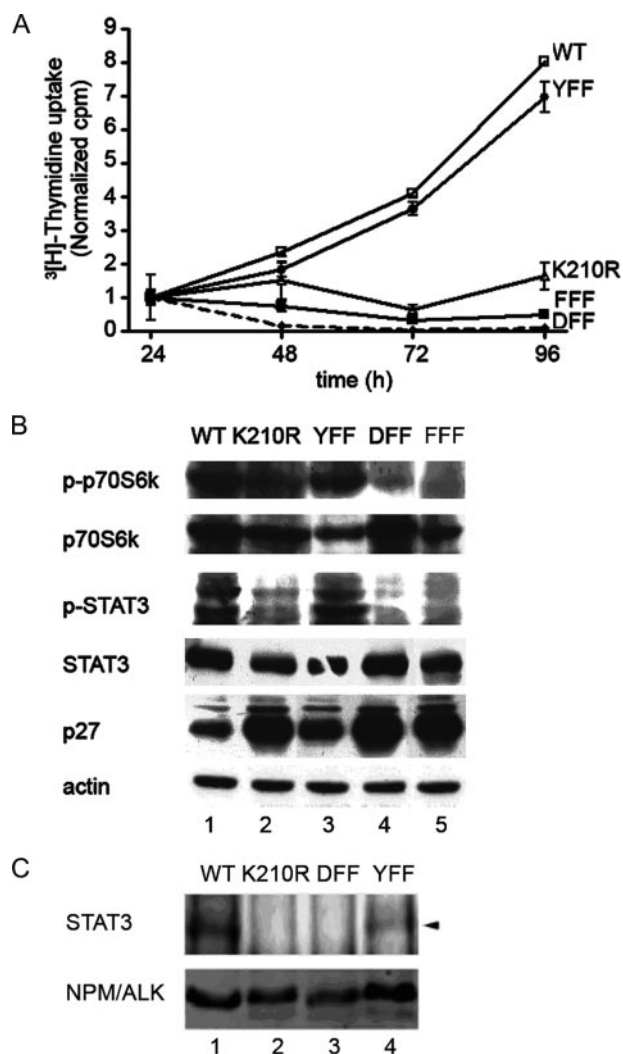 A
³[H]-Thymidine uptake
(Normalized cpm)
9
8
7
6
5
4
3
2
1
0
WT
YFF
K210R
FFF
DFF
24 48 72 96
time (h)
B
WT K210R YFF DFF FFF
p-p70S6k
p70S6k
p-STAT3
STAT3
p27
actin
1 2 3 4 5
C
WT K210R DFF YFF
STAT3
NPM/ALK
1 2 3 4